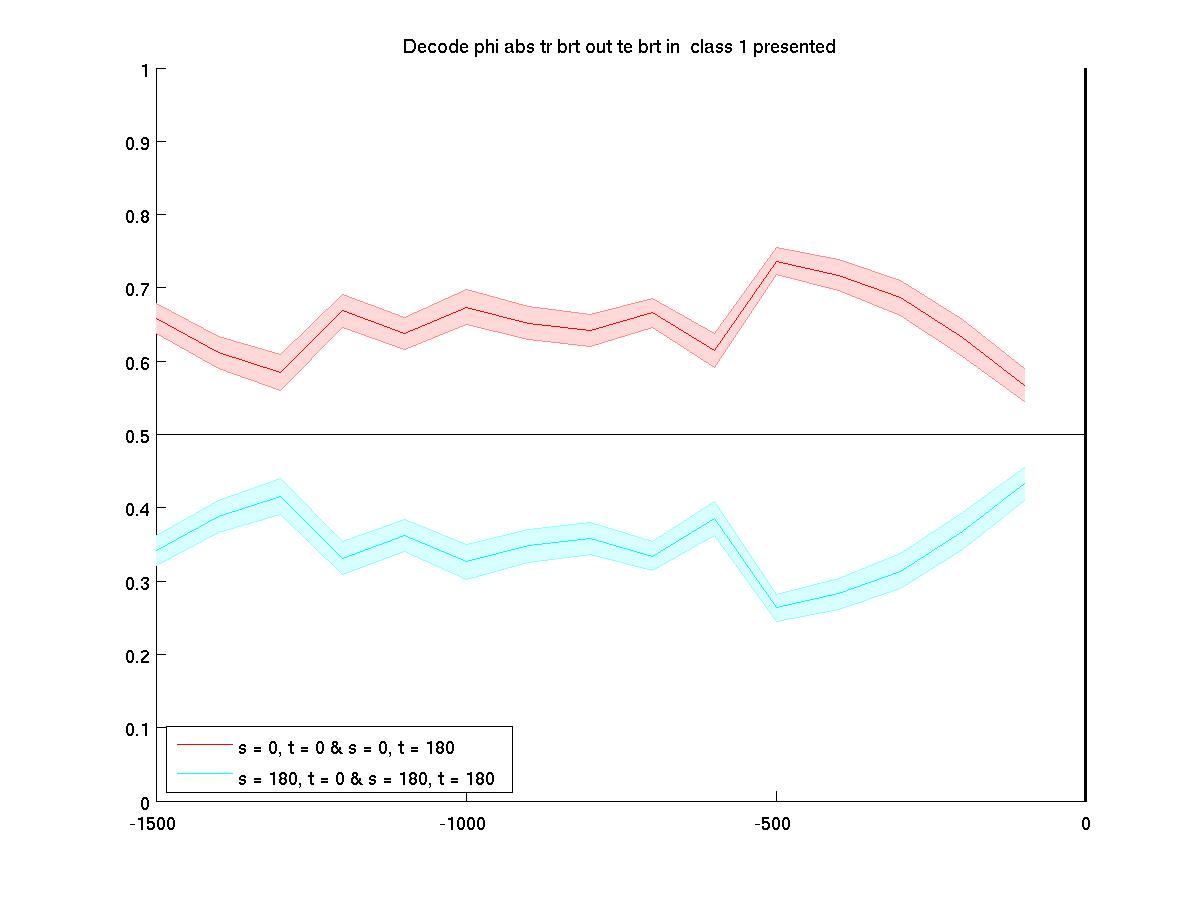 Decode phi abs tr brt out te brt in  class 1 presented
1
0.9
0.8
0.7
0.6
0.5
0.4
0.3
0.2
0.1
0
s = 0, t = 0 & s = 0, t = 180
s = 180, t = 0 & s = 180, t = 180
-1500 -1000 -500 0